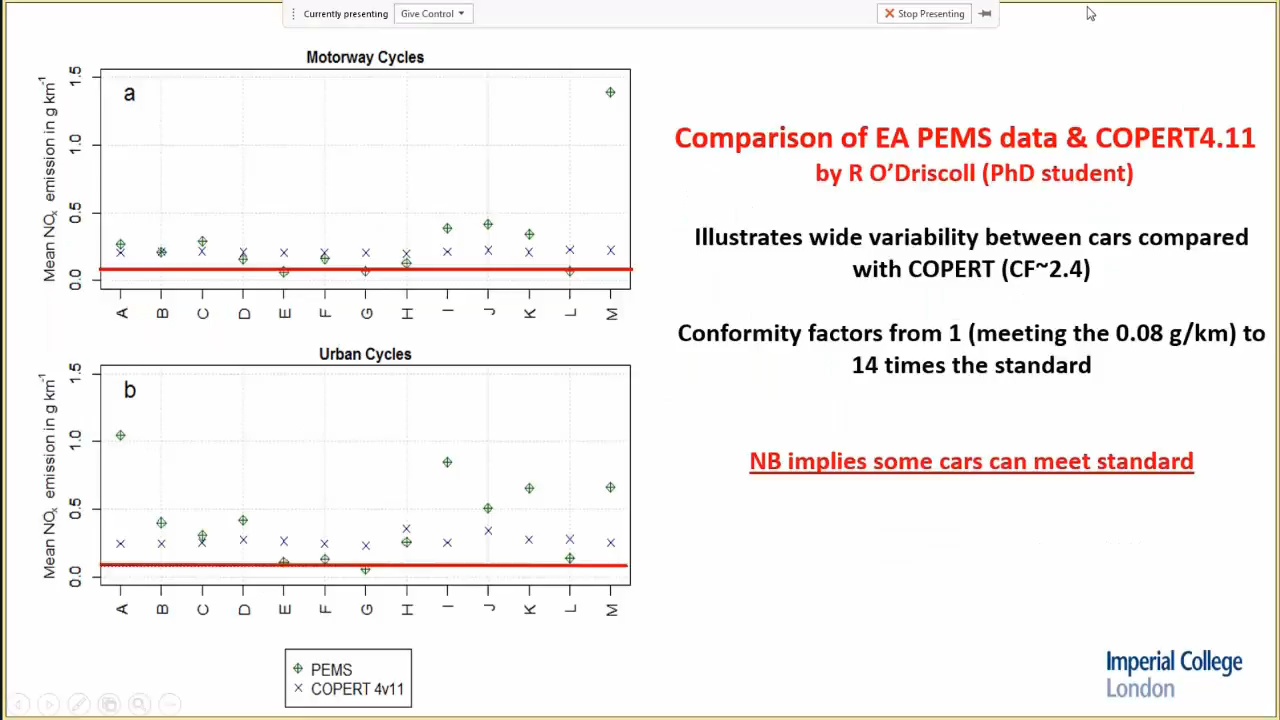 Currently presenting
Give Control
Stop Presenting
Motorway Cycles
a
Mean NOx emission in g km-1
1.5
1.0
0.5
0.0
A B C D E F G H I J K L M
Urban Cycles
b
Mean NOx emission in g km-1
1.5
1.0
0.5
0.0
A B C D E F G H I J K L M
PEMS
COPERT 4v11
Comparison of EA PEMS data & COPERT4.11
by R O’Driscoll (PhD student)
Illustrates wide variability between cars compared
with COPERT (CF~2.4)
Conformity factors from 1 (meeting the 0.08 g/km) to
14 times the standard
NB implies some cars can meet standard
Imperial College
London